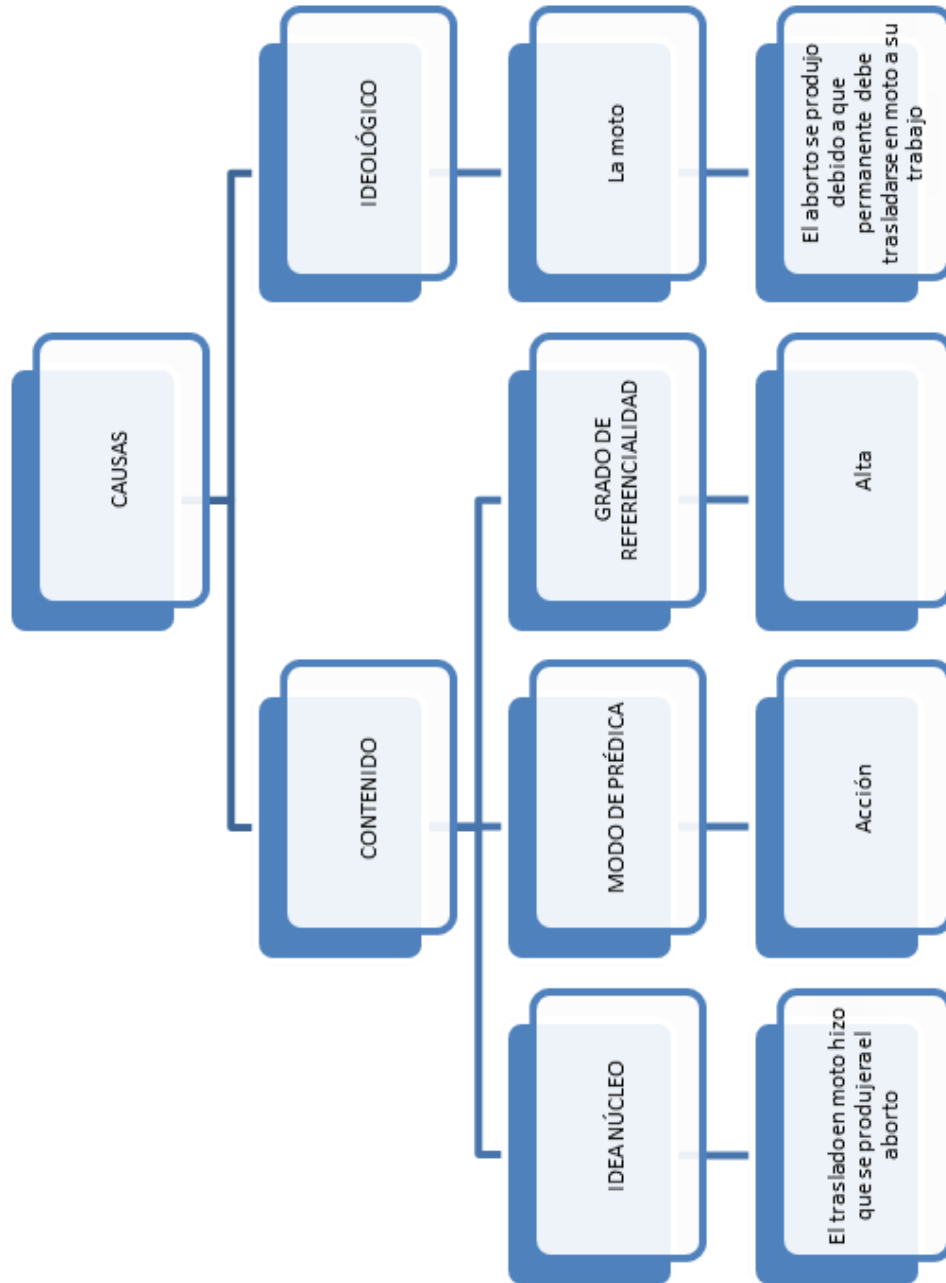 CAUSAS
CONTENIDO
IDEOLÓGICO
IDEA NÚCLEO
MODO DE PRÉDICA
GRADO DE
REFERENCIALIDAD
La moto
El traslado en moto hizo
que se produjera el
aborto
Acción
Alta
El aborto se produjo
debido a que
permanente debe
trasladarse en moto a su
trabajo